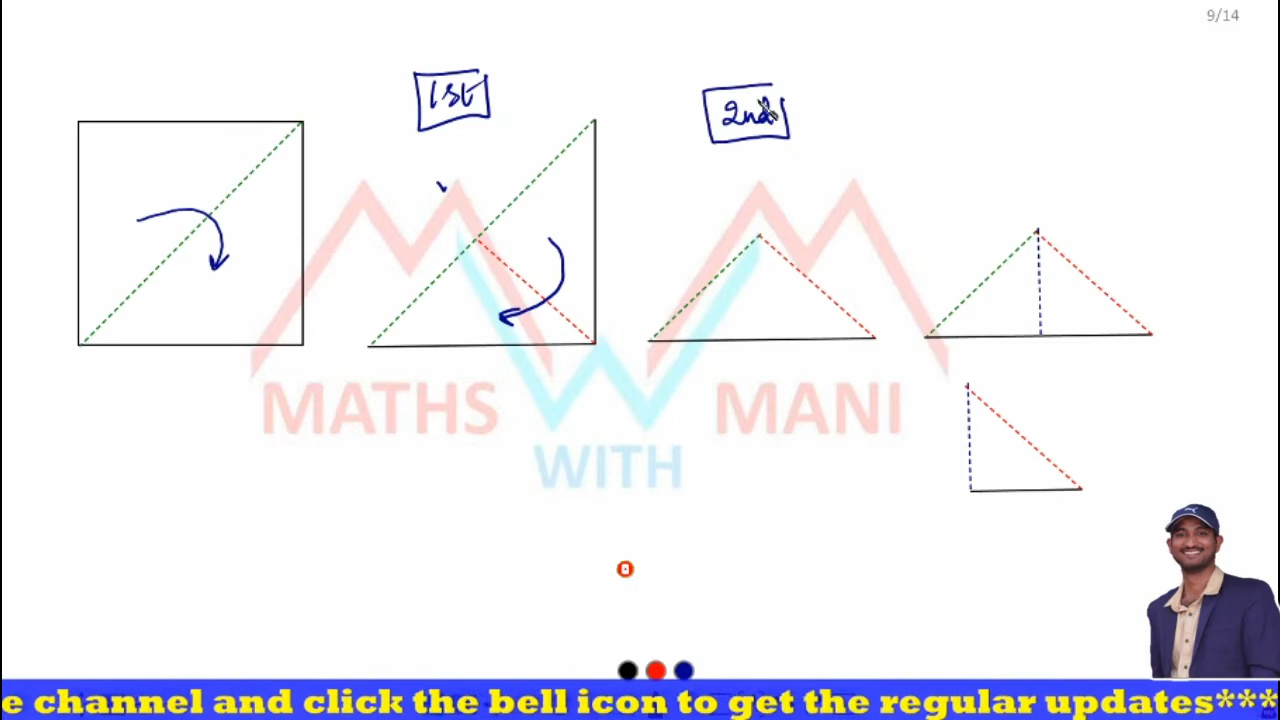 9/14
1st
2nd
MATHS
MANI
WITH
e channel and click the bell icon to get the regular updates***